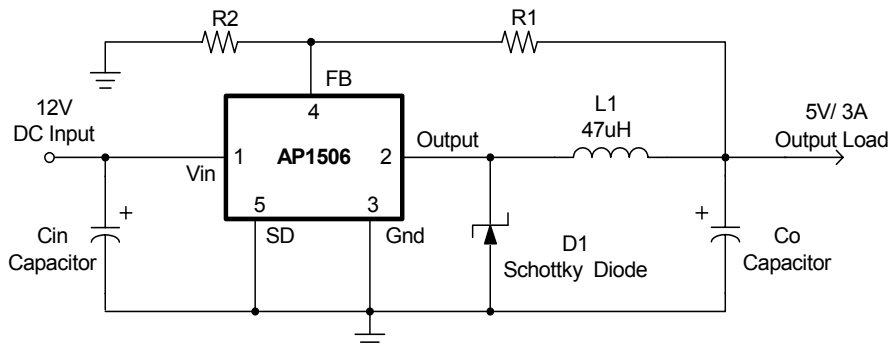 R2
R1
FB
4
12V
DC Input
L1
47uH
5V/ 3A
Output Load
Output
1
AP1506
2
Vin
5
3
SD
Gnd
+
Cin
Capacitor
D1
Schottky Diode
+
Co
Capacitor